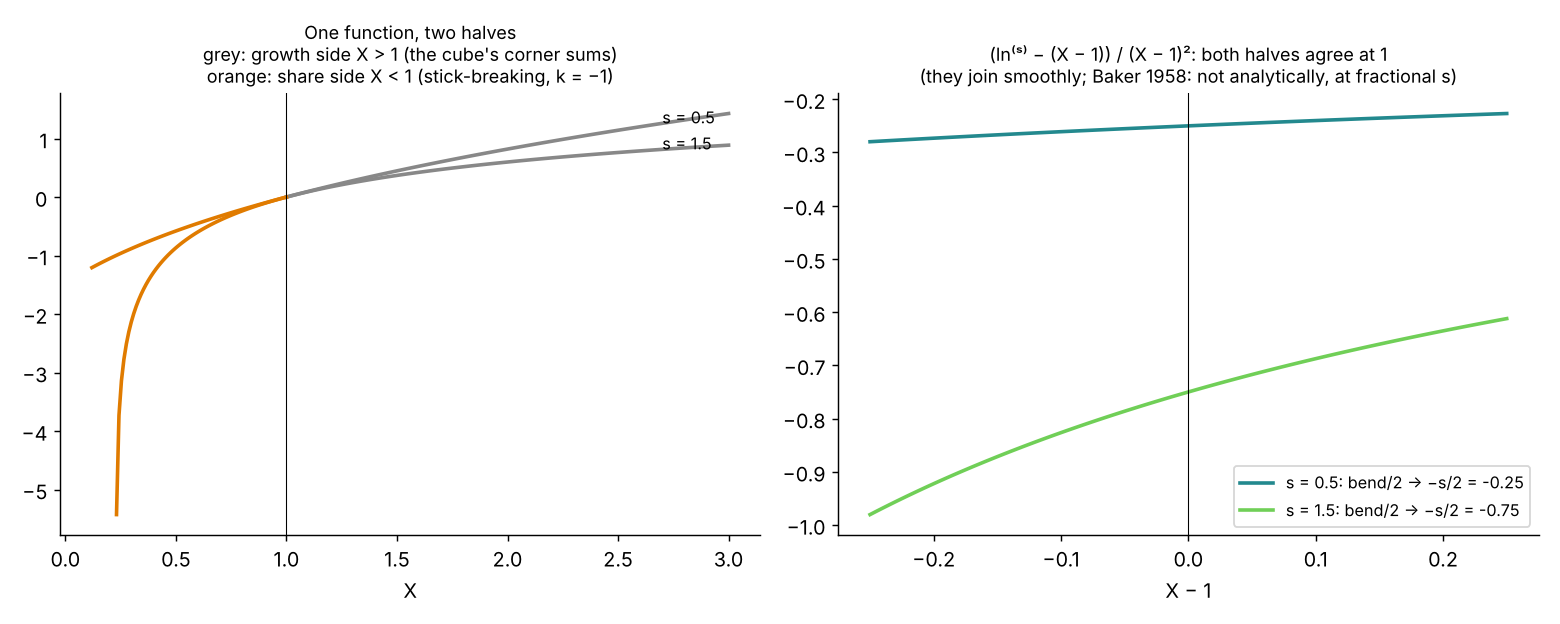 One function, two halves
grey: growth side X > 1 (the cube's corner sums)
orange: share side X < 1 (stick-breaking, k = −1)
s = 0.5
s = 1.5
1
0
−1
−2
−3
−4
−5
0.0
0.5
1.0
1.5
2.0
2.5
3.0
X
(ln⁽ˢ⁾ − (X − 1)) / (X − 1)²: both halves agree at 1
(they join smoothly; Baker 1958: not analytically, at fractional s)
−0.2
−0.3
−0.4
−0.5
−0.6
−0.7
−0.8
−0.9
−1.0
s = 0.5: bend/2 → −s/2 = -0.25
s = 1.5: bend/2 → −s/2 = -0.75
−0.2
−0.1
0.0
0.1
0.2
X − 1